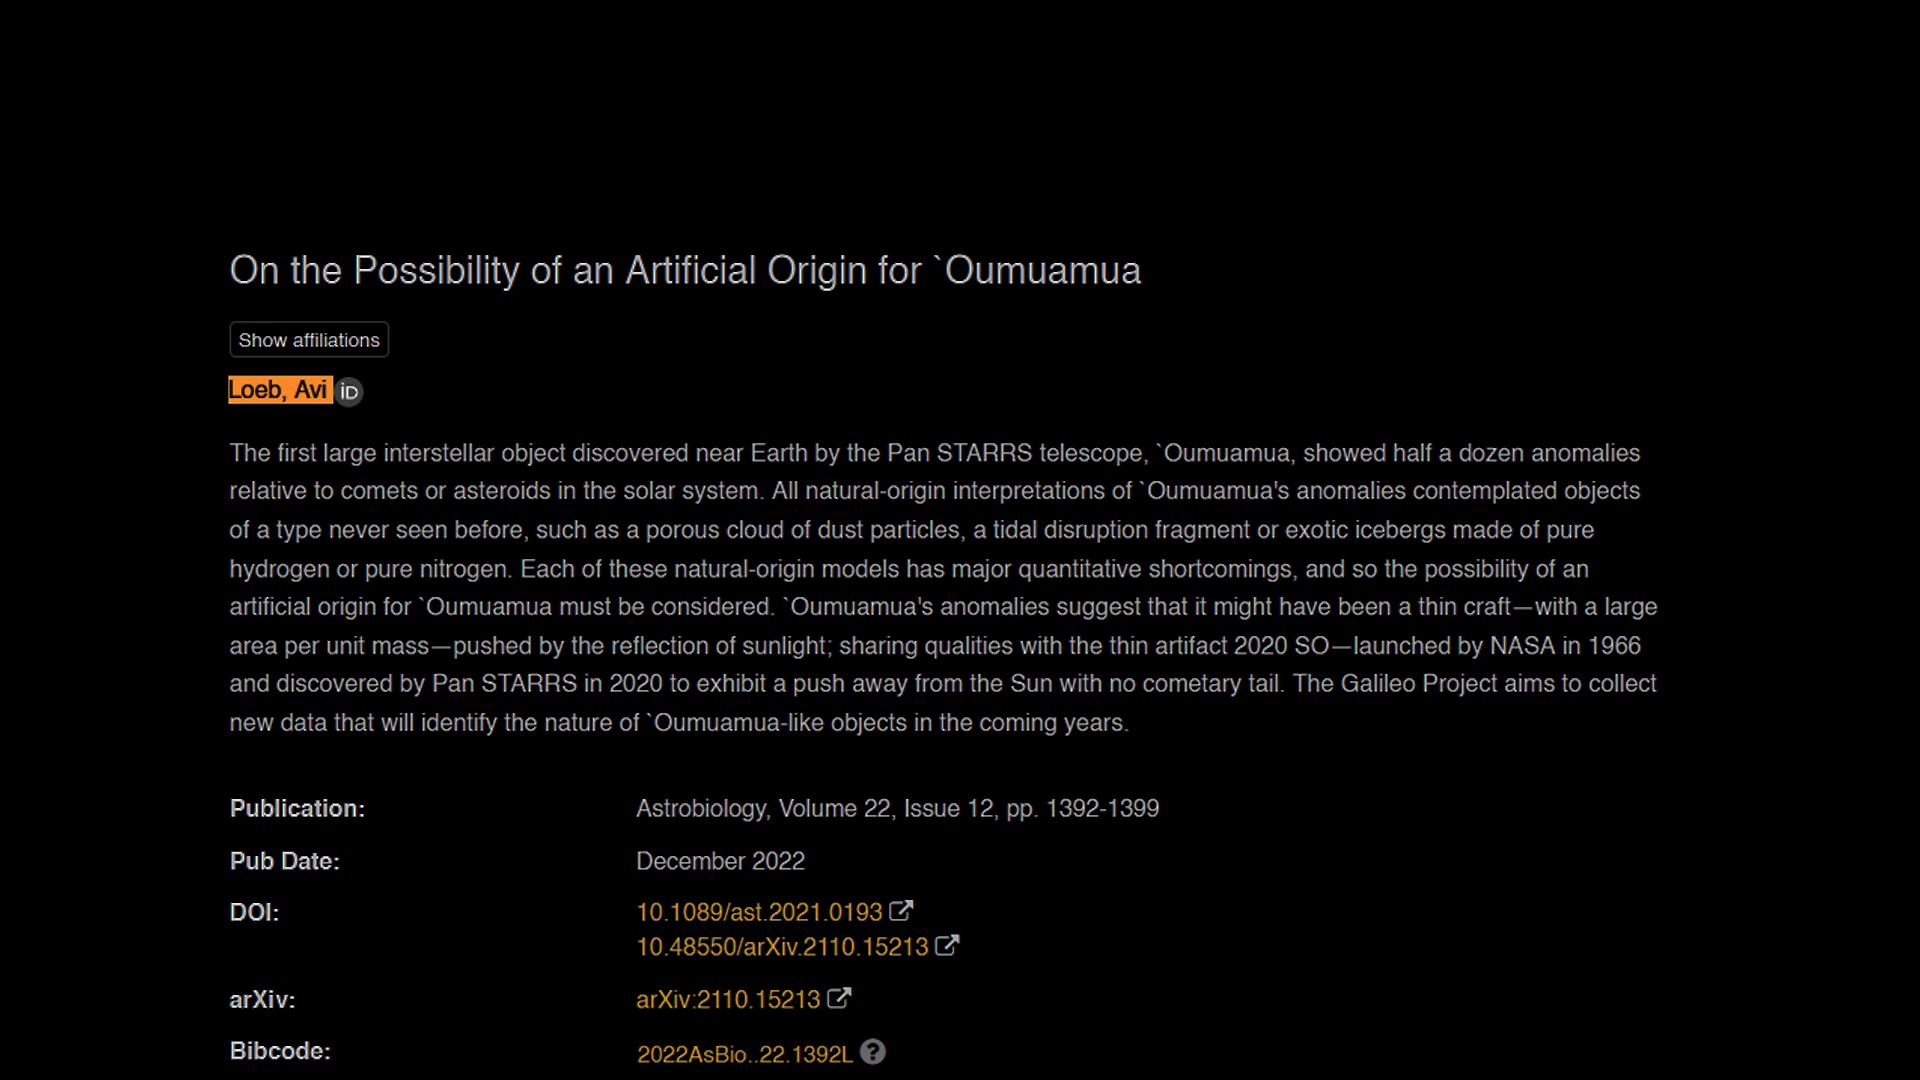 On the Possibility of an Artificial Origin for `Oumuamua
Show affiliations
Loeb, Avi iD
The first large interstellar object discovered near Earth by the Pan STARRS telescope, `Oumuamua, showed half a dozen anomalies
relative to comets or asteroids in the solar system. All natural-origin interpretations of `Oumuamua's anomalies contemplated objects
of a type never seen before, such as a porous cloud of dust particles, a tidal disruption fragment or exotic icebergs made of pure
hydrogen or pure nitrogen. Each of these natural-origin models has major quantitative shortcomings, and so the possibility of an
artificial origin for `Oumuamua must be considered. `Oumuamua's anomalies suggest that it might have been a thin craft—with a large
area per unit mass—pushed by the reflection of sunlight; sharing qualities with the thin artifact 2020 SO—launched by NASA in 1966
and discovered by Pan STARRS in 2020 to exhibit a push away from the Sun with no cometary tail. The Galileo Project aims to collect
new data that will identify the nature of `Oumuamua-like objects in the coming years.
Publication: Astrobiology, Volume 22, Issue 12, pp. 1392-1399
Pub Date: December 2022
DOI: 10.1089/ast.2021.0193
10.48550/arXiv.2110.15213
arXiv: arXiv:2110.15213
Bibcode: 2022AsBio..22.1392L ?